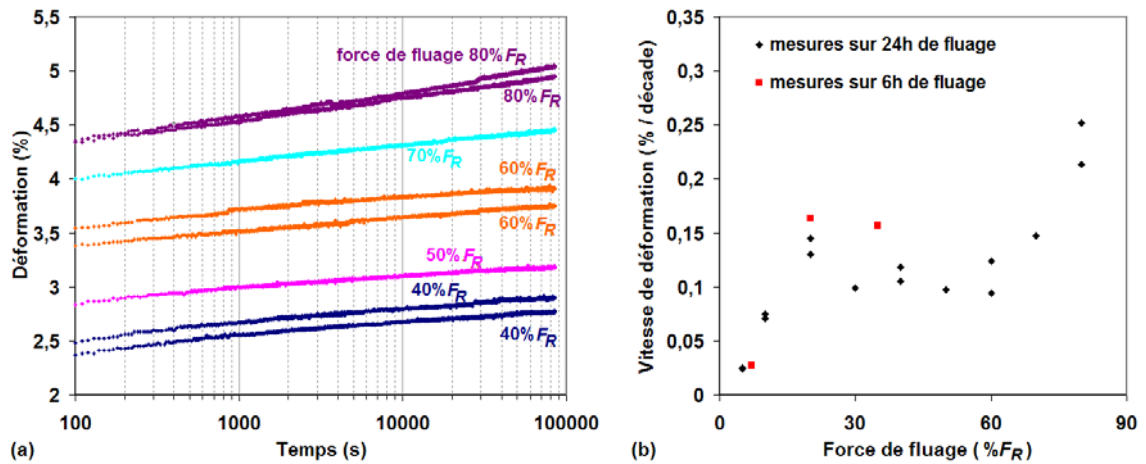 5,5
5
4,5
4
3,5
3
2,5
2
Déformation (%)
force de fluage 80%FR
80%FR
70%FR
60%FR
60%FR
50%FR
40%FR
40%FR
100
1000
10000
100000
Temps (s)
(a)
0,35
0,3
0,25
0,2
0,15
0,1
0,05
0
Vitesse de déformation ( % / décade)
mesures sur 24h de fluage
mesures sur 6h de fluage
0
30
60
90
Force de fluage ( %FR)
(b)